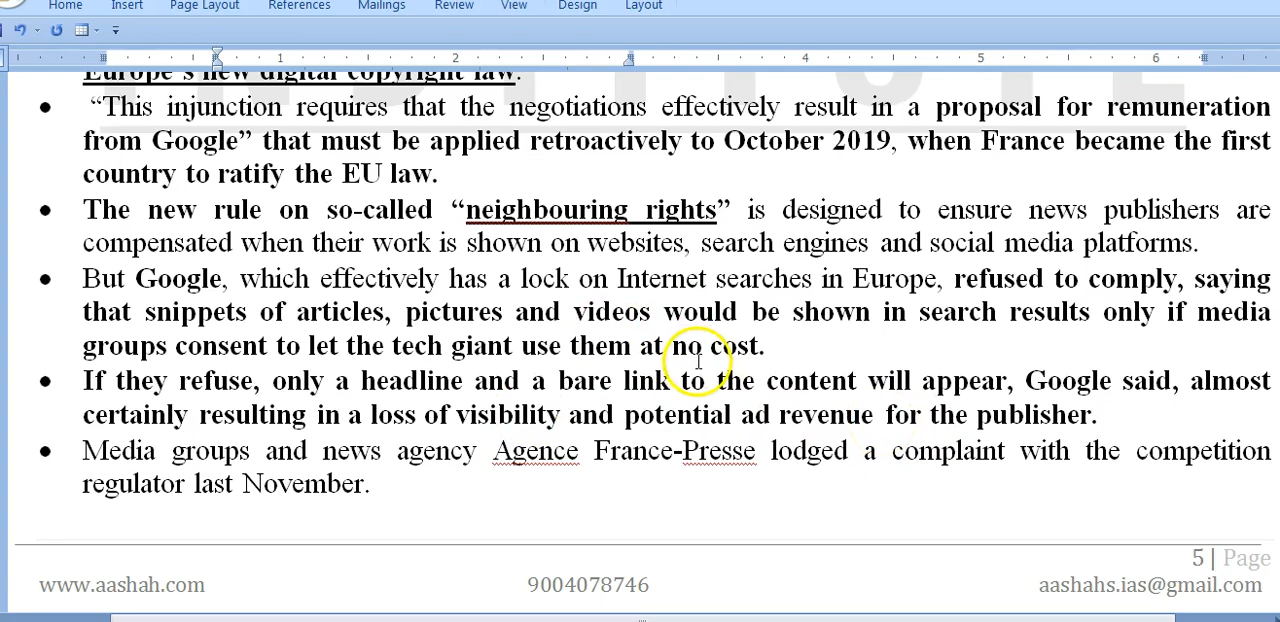 Home Insert Page Layout References Mailings Review View Design Layout
1 2 4 5 6
Europe's new digital copyright law.
• “This injunction requires that the negotiations effectively result in a proposal for remuneration
from Google” that must be applied retroactively to October 2019, when France became the first
country to ratify the EU law.
• The new rule on so-called “neighbouring rights” is designed to ensure news publishers are
compensated when their work is shown on websites, search engines and social media platforms.
• But Google, which effectively has a lock on Internet searches in Europe, refused to comply, saying
that snippets of articles, pictures and videos would be shown in search results only if media
groups consent to let the tech giant use them at no cost.
• If they refuse, only a headline and a bare link to the content will appear, Google said, almost
certainly resulting in a loss of visibility and potential ad revenue for the publisher.
• Media groups and news agency Agence France-Presse lodged a complaint with the competition
regulator last November.
5 | Page
www.aashah.com 9004078746 aashahs.ias@gmail.com